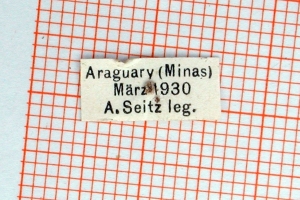 Araguary (Minas)
März 1930
A. Seitz leg.